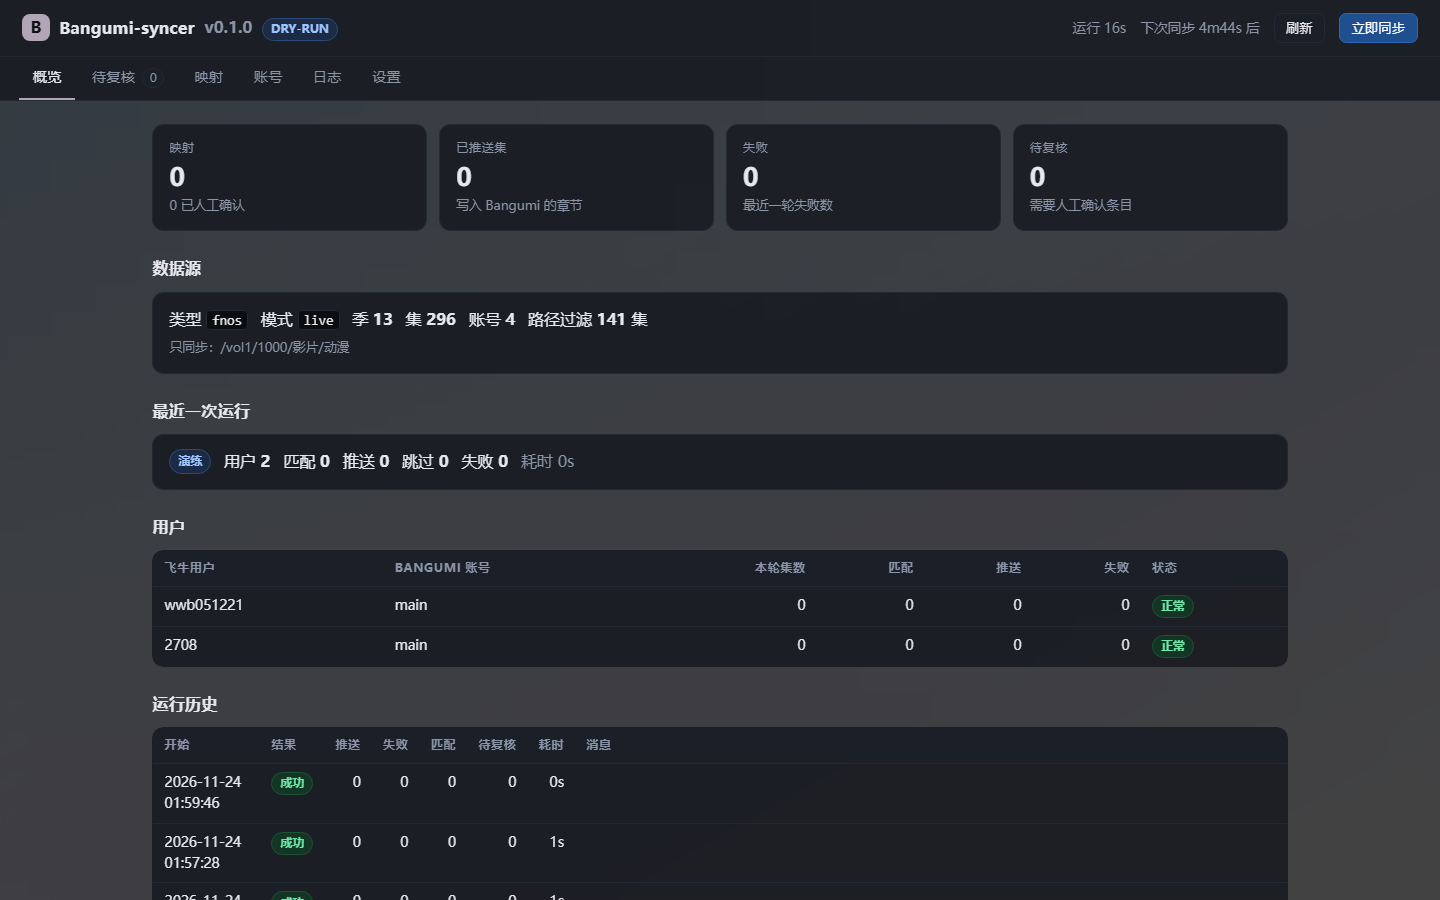 B Bangumi-syncer v0.1.0 DRY-RUN 运行 16s 下次同步 4m44s 后 刷新 立即同步
概览 待复核 0 映射 账号 日志 设置
映射 已推送集 失败 待复核
0 0 0 0
0 已人工确认 写入 Bangumi 的章节 最近一轮失败数 需要人工确认条目
数据源
类型 fnos 模式 live 季 13 集 296 账号 4 路径过滤 141 集
只同步：/vol1/1000/影片/动漫
最近一次运行
演练 用户 2 匹配 0 推送 0 跳过 0 失败 0 耗时 0s
用户
飞牛用户 BANGUMI 账号 本轮集数 匹配 推送 失败 状态
wwb051221 main 0 0 0 0 正常
2708 main 0 0 0 0 正常
运行历史
开始 结果 推送 失败 匹配 待复核 耗时 消息
2026-11-24 成功 0 0 0 0 0s
01:59:46
2026-11-24 成功 0 0 0 0 1s
01:57:28
2026-11-24 成功 0 0 0 0 1s